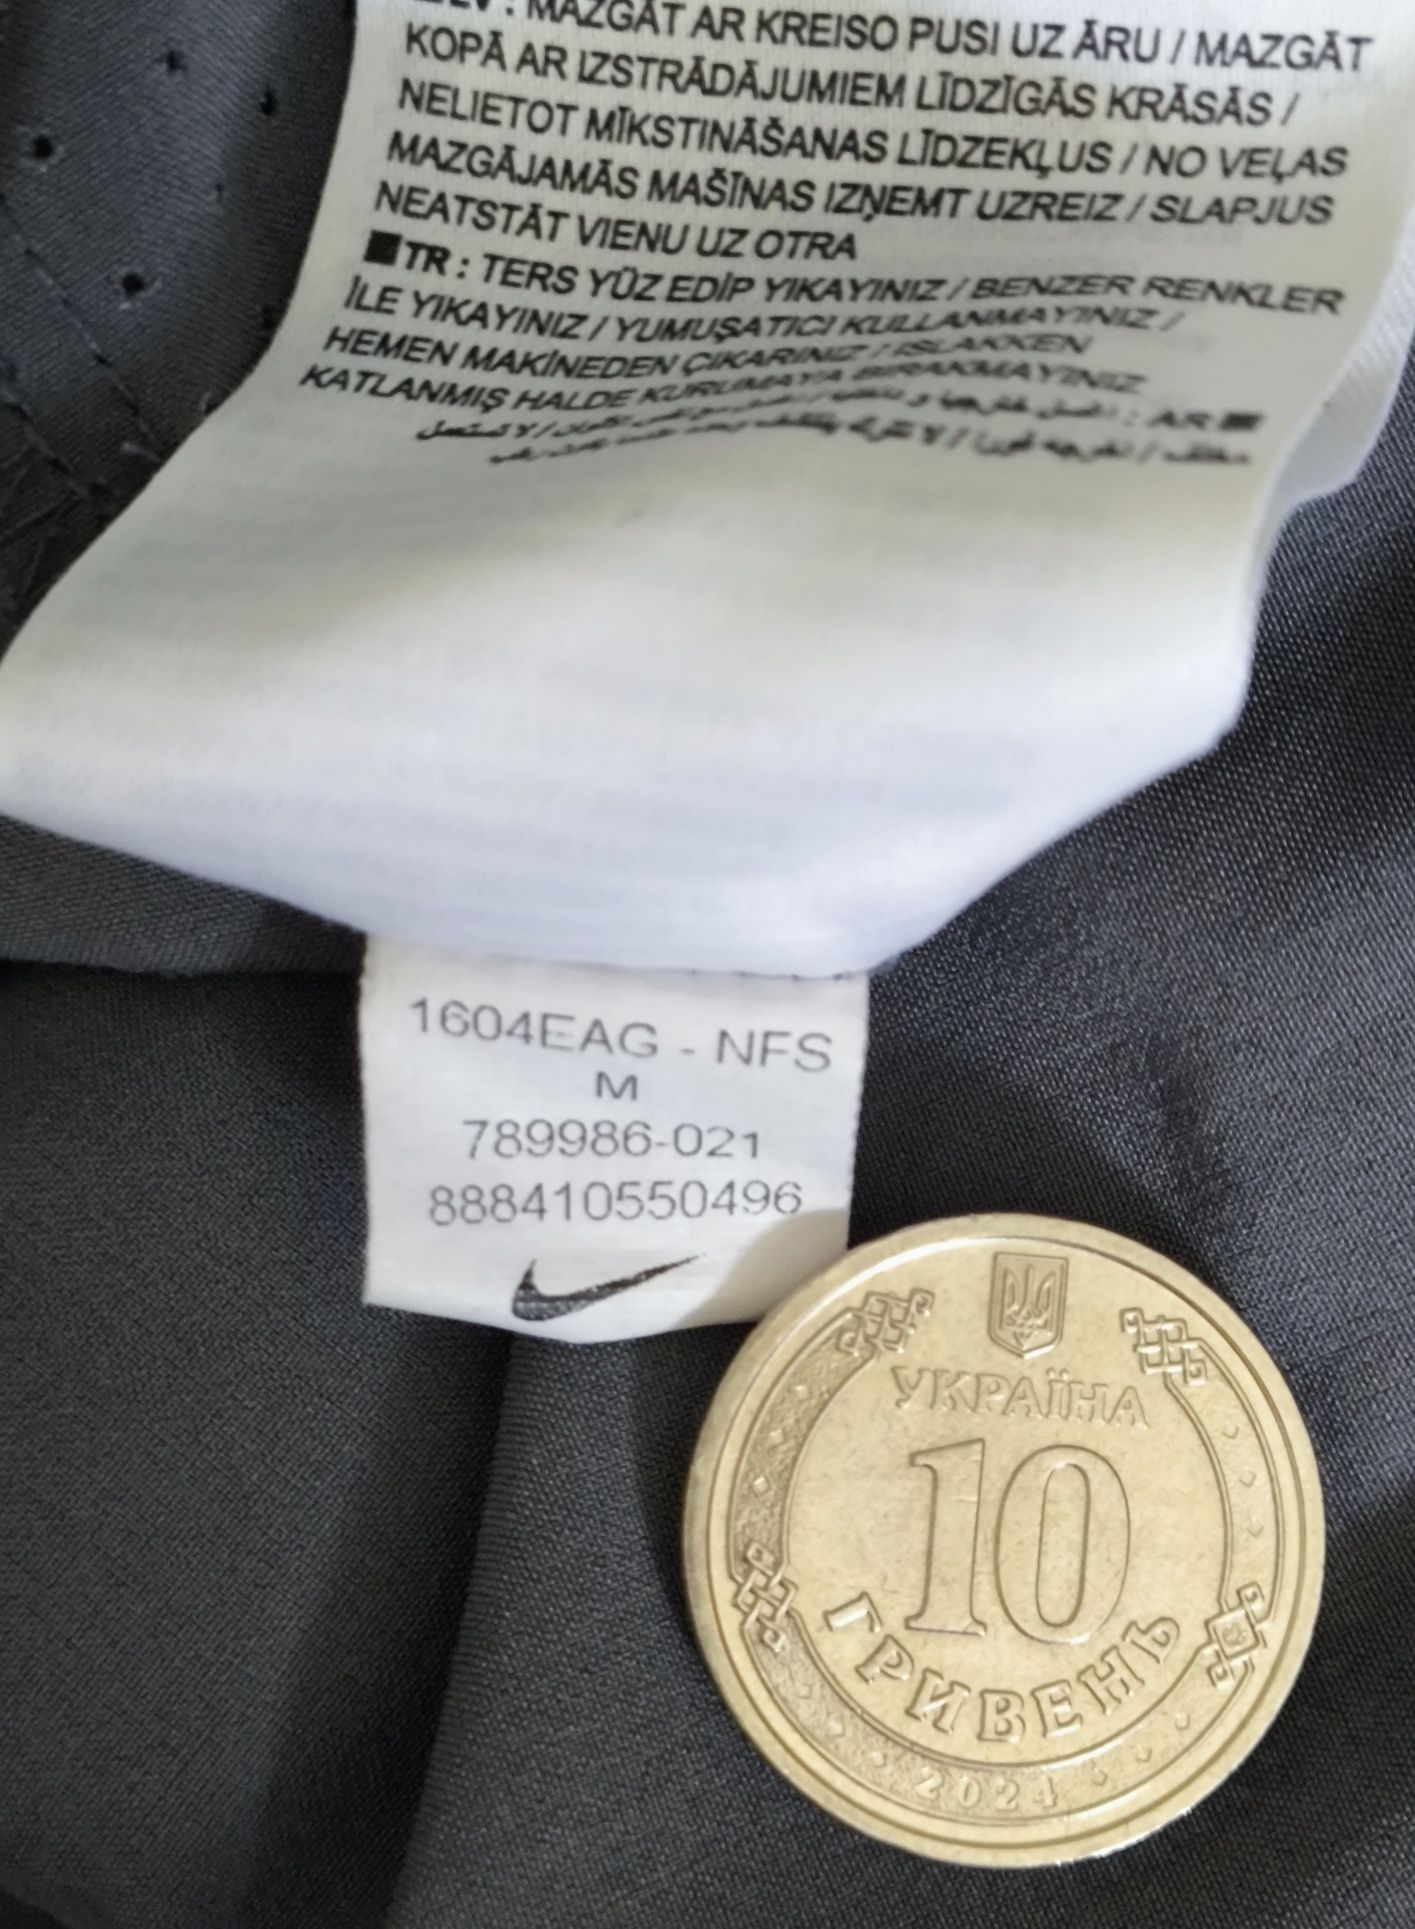 LV : MAZGĀT AR KREISO PUSI UZ ĀRU / MAZGĀT
KOPĀ AR IZSTRĀDĀJUMIEM LĪDZĪGĀS KRĀSĀS /
NELIETOT MĪKSTINĀŠANAS LĪDZEKĻUS / NO VEĻAS
MAZGĀJAMĀS MAŠĪNAS IZŅEMT UZREIZ / SLAPJUS
NEATSTĀT VIENU UZ OTRA
■TR : TERS YÜZ EDİP YIKAYINIZ / BENZER RENKLER
İLE YIKAYINIZ / YUMUŞATICI KULLANMAYINIZ /
HEMEN MAKİNEDEN ÇIKARINIZ / ISLAKKEN
KATLANMIŞ HALDE KURUMAYA BIRAKMAYINIZ
AR ■
1604EAG - NFS
M
789986-021
888410550496
УКРАЇНА
10
ГРИВЕНЬ
2024